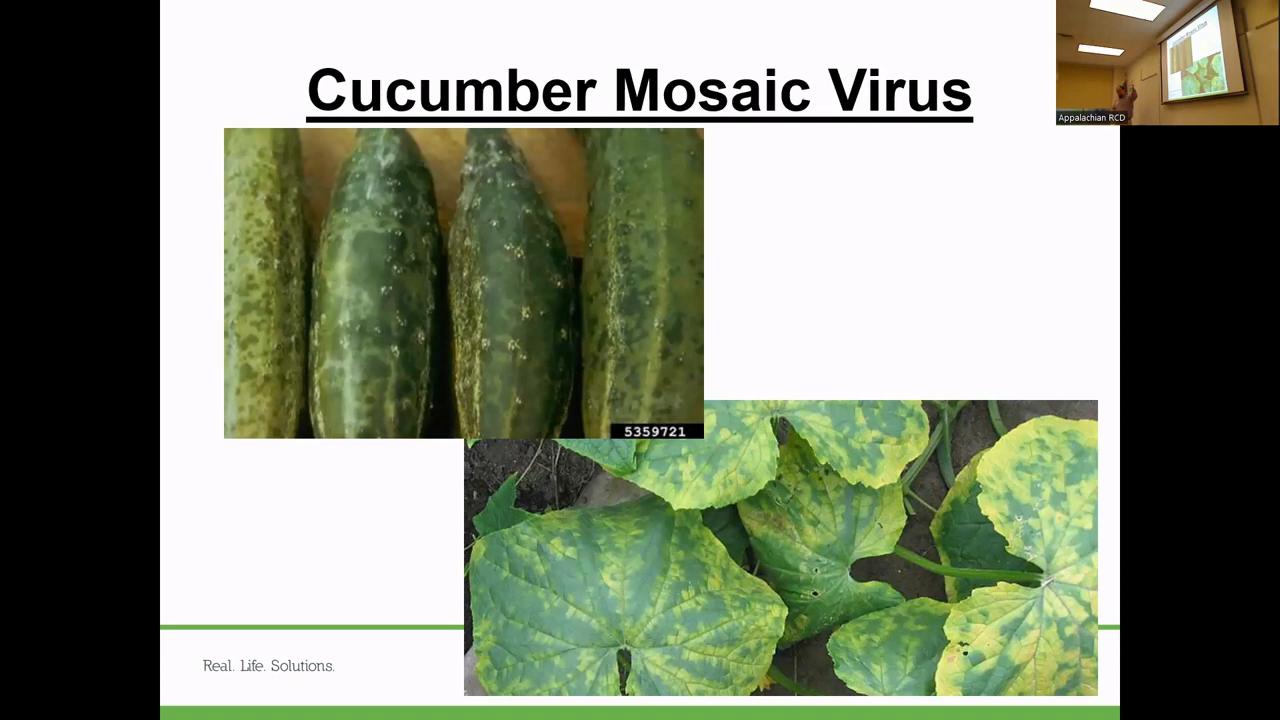 Cucumber Mosaic Virus
Appalachian RCD
5359721
Real. Life. Solutions.